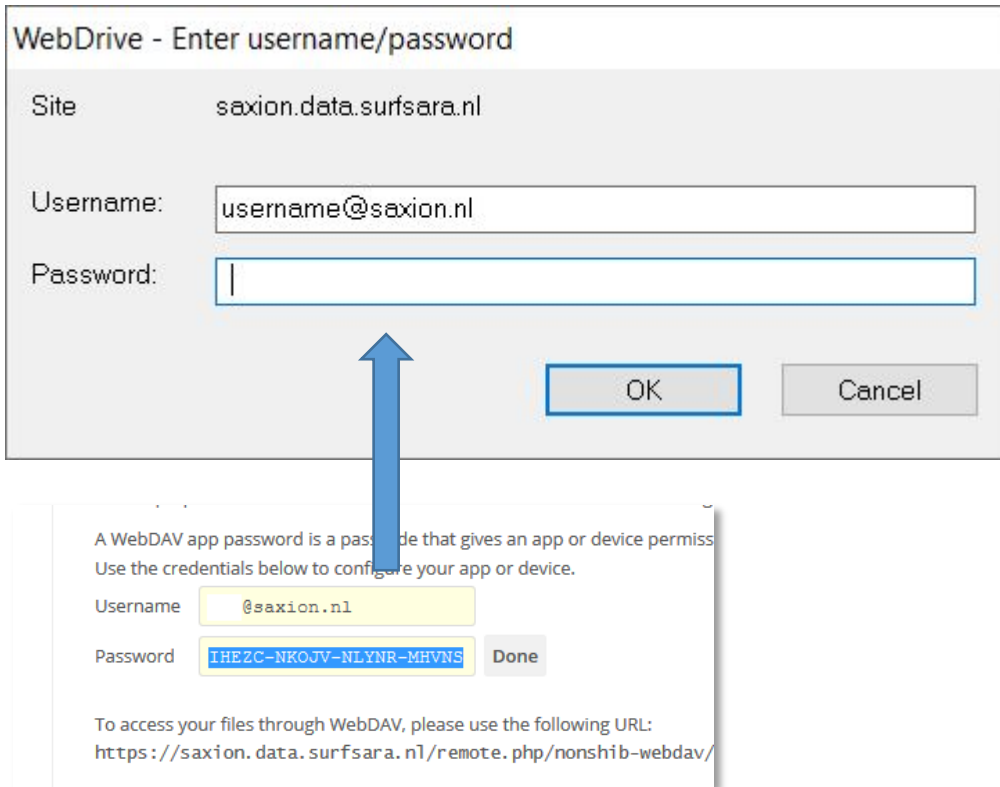 WebDrive - Enter username/password
Site saxion.data.surfsara.nl
Username: username@saxion.nl
Password:
OK Cancel
A WebDAV app password is a pass de that gives an app or device permiss
Use the credentials below to configure your app or device.
Username @saxion.nl
Password IHEZC-NKOJV-NLYNR-MHVNS Done
To access your files through WebDAV, please use the following URL:
https://saxion.data.surfsara.nl/remote.php/nonshib-webdav/